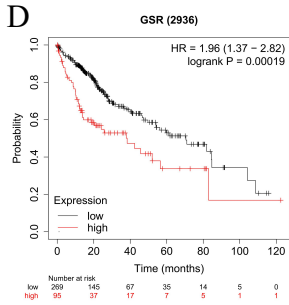 D
GSR (2936)
HR = 1.96 (1.37 − 2.82)
logrank P = 0.00019
Probability
1.0
0.8
0.6
0.4
0.2
0.0
Expression
low
high
0 20 40 60 80 100 120
Time (months)
Number at risk
low 269 145 67 35 14 5 0
high 95 37 17 7 5 1 1